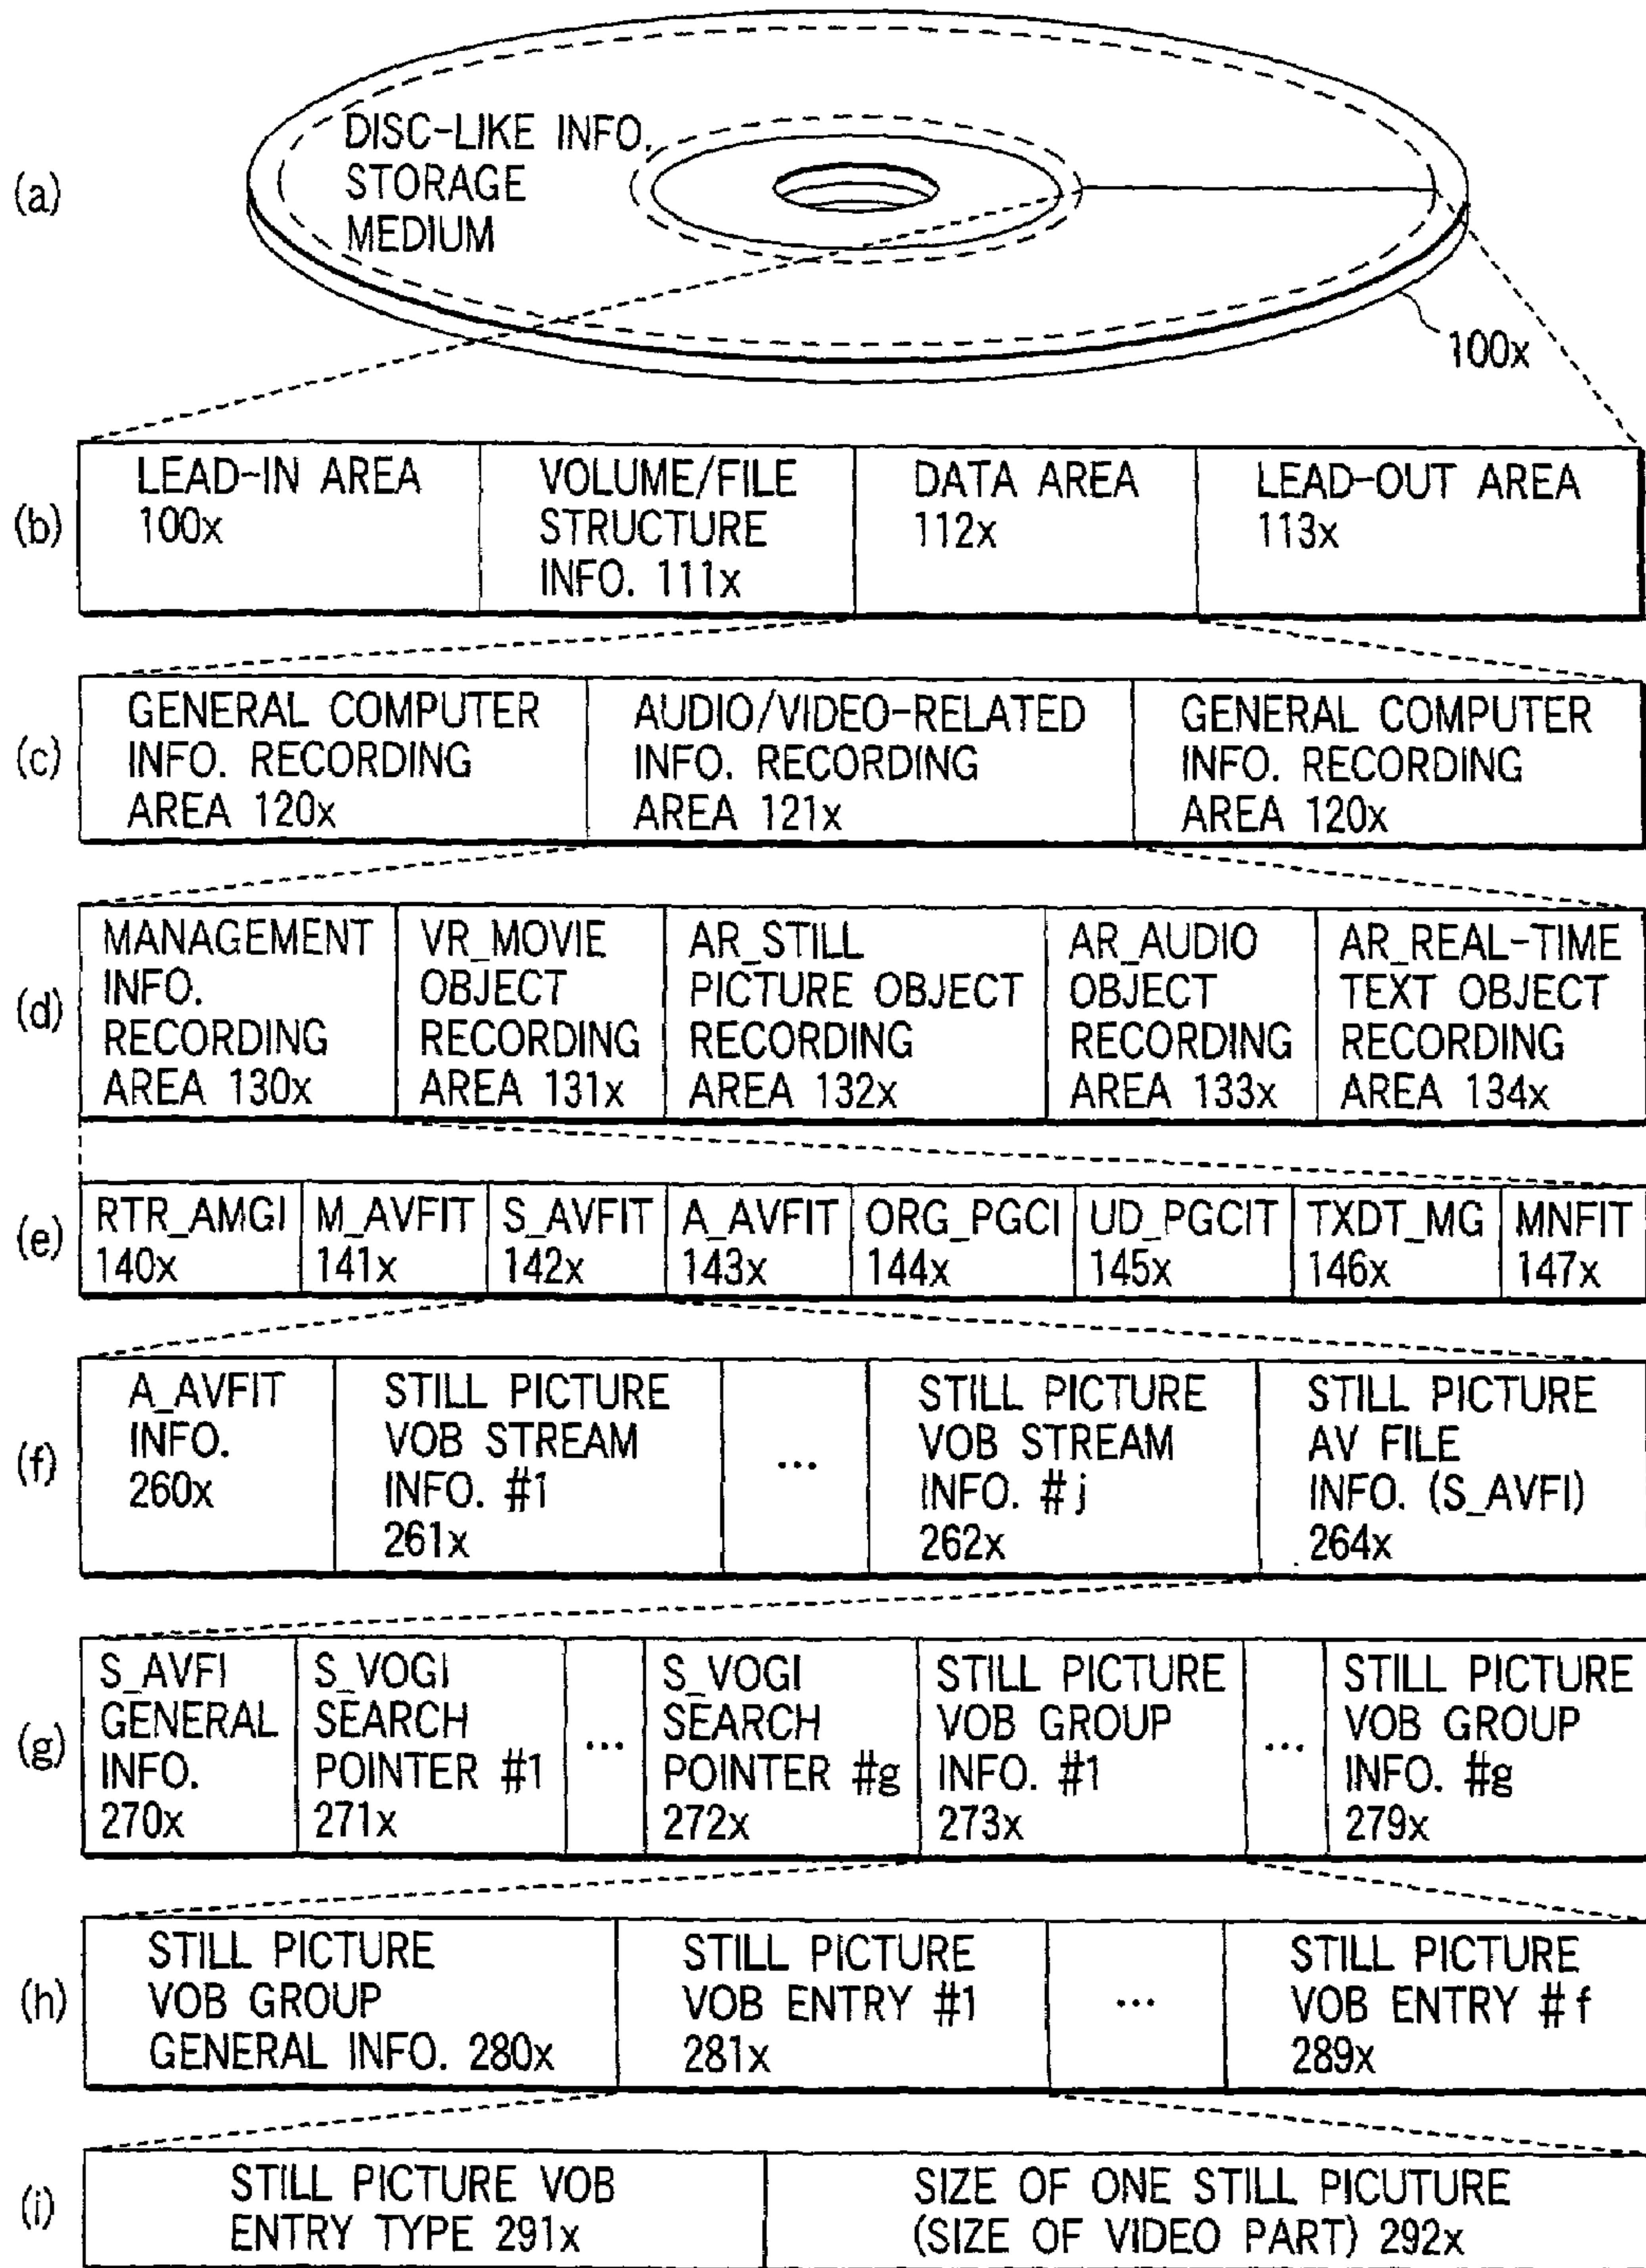 (a)
DISC-LIKE INFO.
STORAGE
MEDIUM
100x
(b)
LEAD-IN AREA
100x
VOLUME/FILE
STRUCTURE
INFO. 111x
DATA AREA
112x
LEAD-OUT AREA
113x
(c)
GENERAL COMPUTER
INFO. RECORDING
AREA 120x
AUDIO/VIDEO-RELATED
INFO. RECORDING
AREA 121x
GENERAL COMPUTER
INFO. RECORDING
AREA 120x
(d)
MANAGEMENT
INFO.
RECORDING
AREA 130x
VR_MOVIE
OBJECT
RECORDING
AREA 131x
AR_STILL
PICTURE OBJECT
RECORDING
AREA 132x
AR_AUDIO
OBJECT
RECORDING
AREA 133x
AR_REAL-TIME
TEXT OBJECT
RECORDING
AREA 134x
(e)
RTR_AMGI
140x
M_AVFIT
141x
S_AVFIT
142x
A_AVFIT
143x
ORG_PGCI
144x
UD_PGCIT
145x
TXDT_MG
146x
MNFIT
147x
(f)
A_AVFIT
INFO.
260x
STILL PICTURE
VOB STREAM
INFO. #1
261x
...
STILL PICTURE
VOB STREAM
INFO. #j
262x
STILL PICTURE
AV FILE
INFO. (S_AVFI)
264x
(g)
S_AVFI
GENERAL
INFO.
270x
S_VOGI
SEARCH
POINTER #1
271x
...
S_VOGI
SEARCH
POINTER #g
272x
STILL PICTURE
VOB GROUP
INFO. #1
273x
...
STILL PICTURE
VOB GROUP
INFO. #g
279x
(h)
STILL PICTURE
VOB GROUP
GENERAL INFO. 280x
STILL PICTURE
VOB ENTRY #1
281x
...
STILL PICTURE
VOB ENTRY #f
289x
(i)
STILL PICTURE VOB
ENTRY TYPE 291x
SIZE OF ONE STILL PICUTURE
(SIZE OF VIDEO PART) 292x